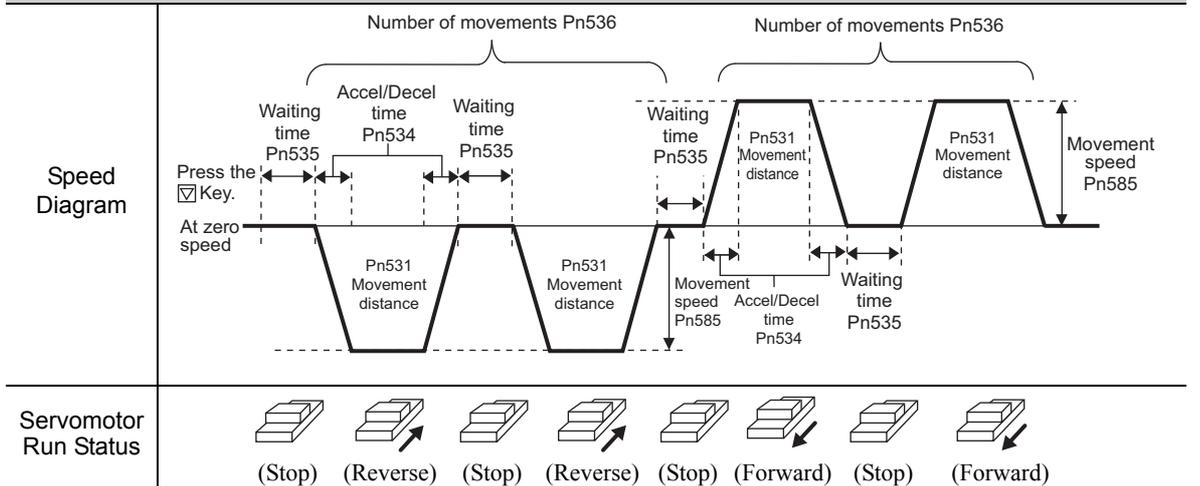 Number of movements Pn536
Number of movements Pn536
Waiting
time
Pn535
Accel/Decel
time
Pn534
Waiting
time
Pn535
Waiting
time
Pn535
Pn531
Movement
distance
Pn531
Movement
distance
Movement
speed
Pn585
Speed
Diagram
Press the
▽ Key.
At zero
speed
Pn531
Movement
distance
Pn531
Movement
distance
Movement
speed
Pn585
Accel/Decel
time
Pn534
Waiting
time
Pn535
Servomotor
Run Status
(Stop) (Reverse) (Stop) (Reverse) (Stop) (Forward) (Stop) (Forward)